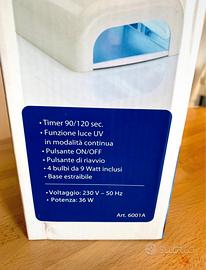 • Timer 90/120 sec.
• Funzione luce UV
in modalità continua
• Pulsante ON/OFF
• Pulsante di riavvio
• 4 bulbi da 9 Watt inclusi
• Base estraibile
• Voltaggio: 230 V – 50 Hz
• Potenza: 36 W
Art. 6001A
subito